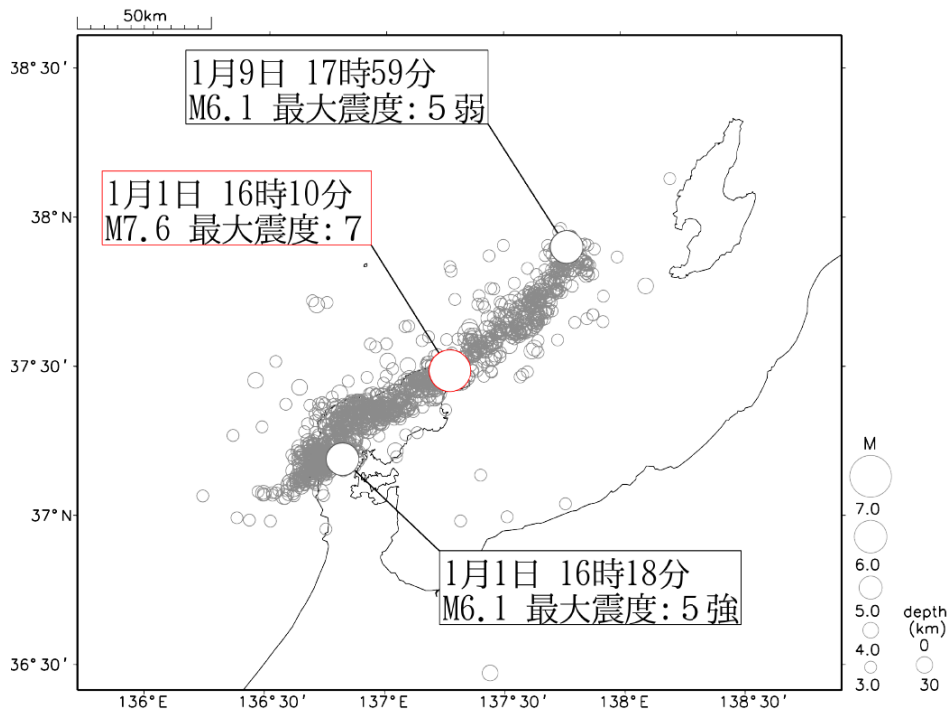 50km
38°30′
1月9日 17時59分
M6.1 最大震度:５弱
1月1日 16時10分
M7.6 最大震度:7
38°N
37°30′
37°N
1月1日 16時18分
M6.1 最大震度:５強
36°30′
136°E
136°30′
137°E
137°30′
138°E
138°30′
M
7.0
6.0
5.0
4.0
3.0
depth
(km)
0
30